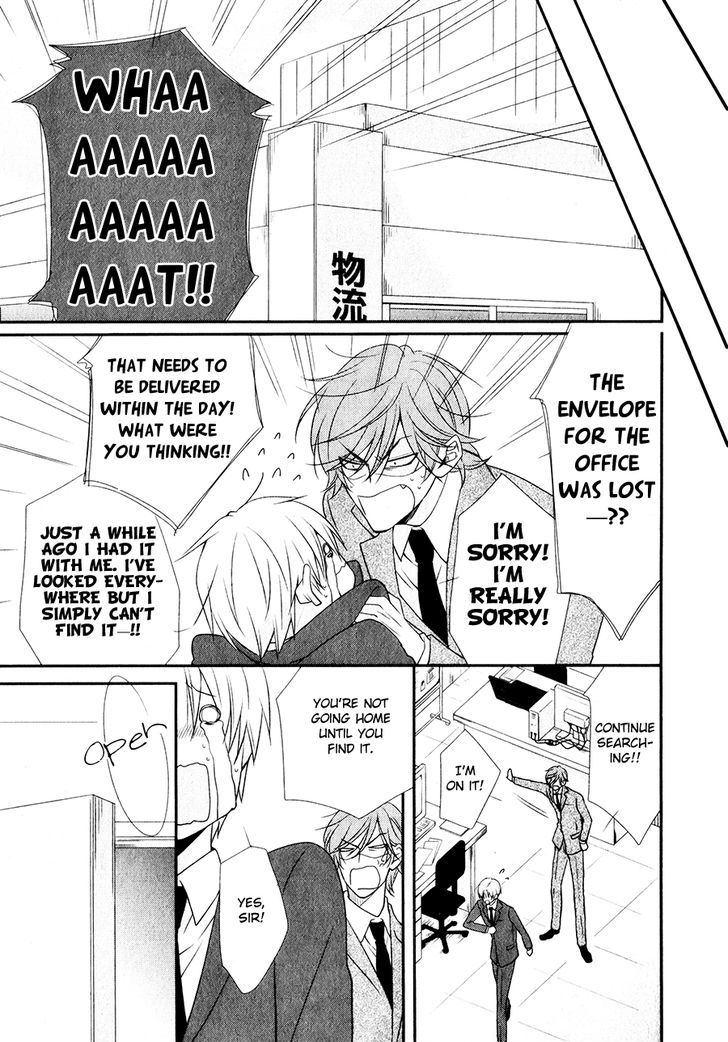 WHAA
AAAAA
AAAAA
AAAT!!
物流
THE
ENVELOPE
FOR THE
OFFICE
WAS LOST
—??
THAT NEEDS TO
BE DELIVERED
WITHIN THE DAY!
WHAT WERE
YOU THINKING!!
I'M
SORRY!
I'M
REALLY
SORRY!
JUST A WHILE
AGO I HAD IT
WITH ME. I'VE
LOOKED EVERY-
WHERE BUT I
SIMPLY CAN'T
FIND IT—!!
CONTINUE
SEARCH-
ING!!
I'M
ON IT!
YOU'RE NOT
GOING HOME
UNTIL YOU
FIND IT.
YES,
SIR!
open